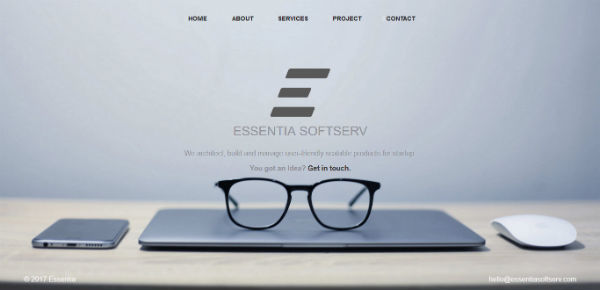 HOME ABOUT SERVICES PROJECT CONTACT
ESSENTIA SOFTSERV
We architect, build and manage user-friendly scalable products for startup
You got an Idea? Get in touch.
© 2017 Essentia
hello@essentiasoftserv.com